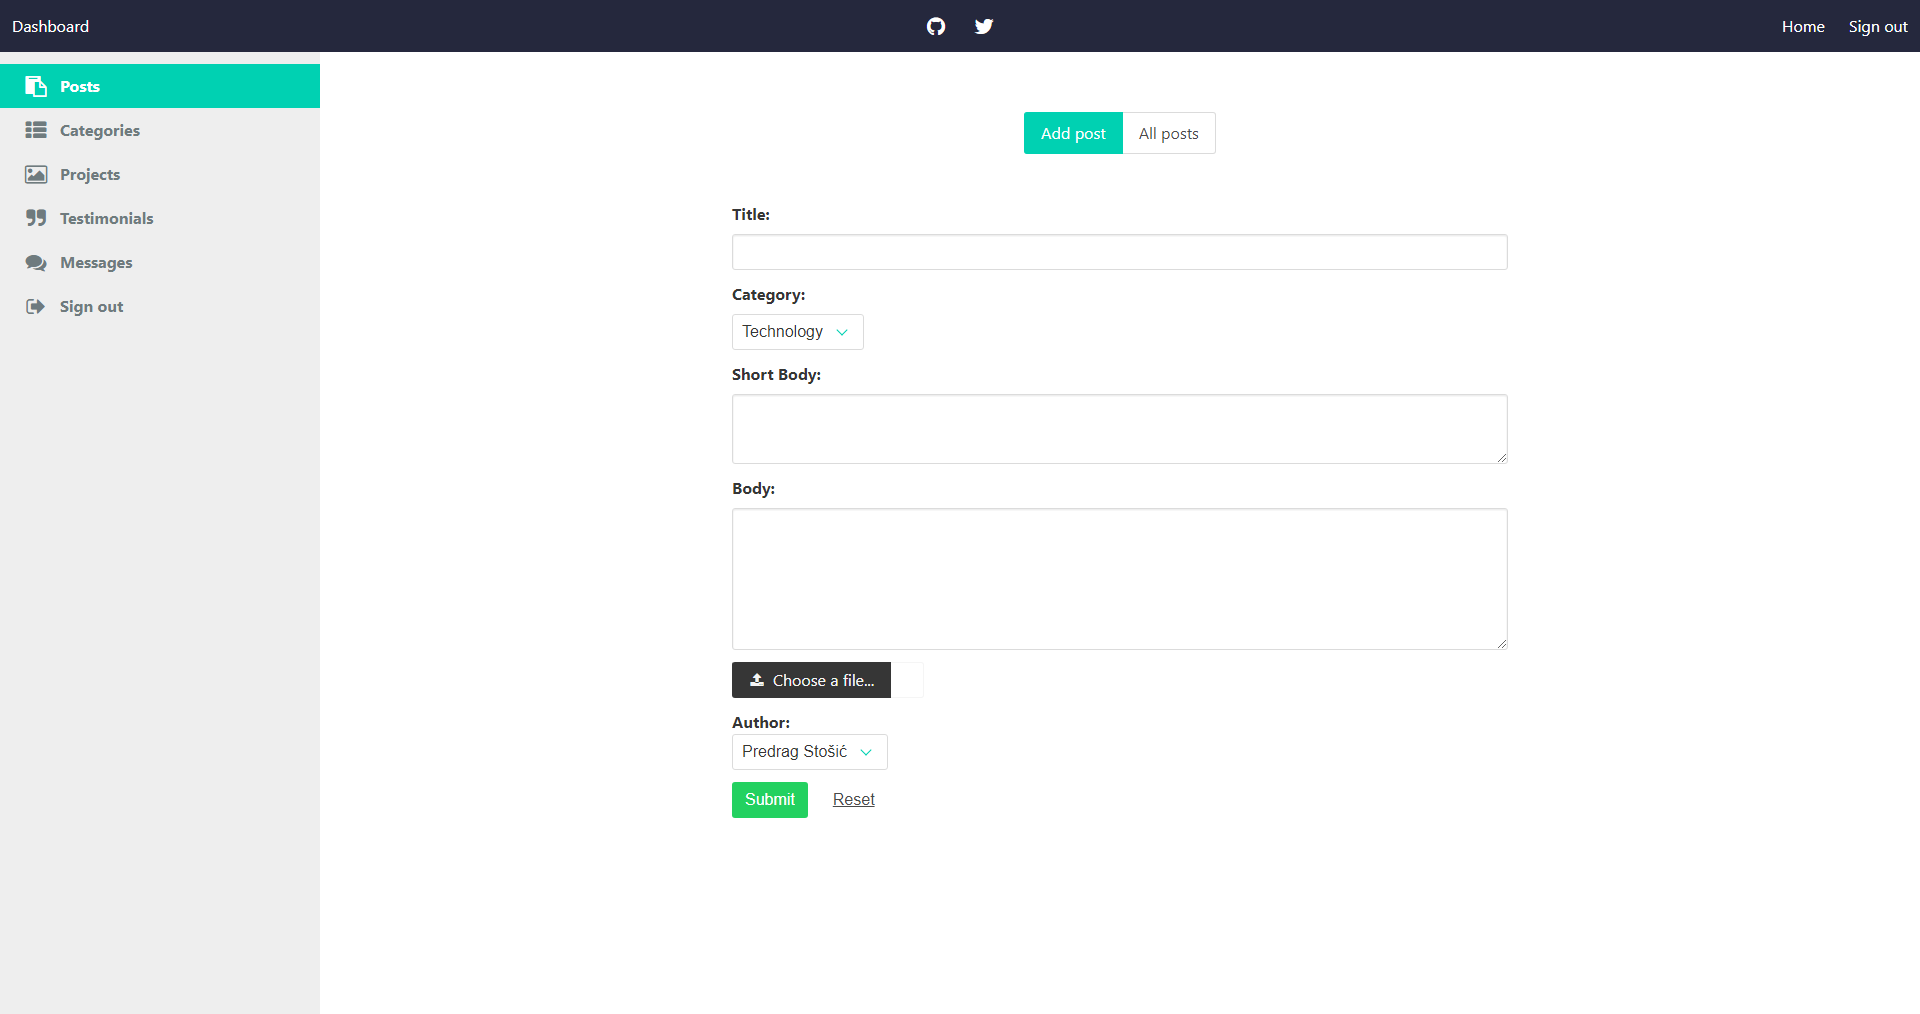 Dashboard
Home
Sign out
Posts
Categories
Projects
Testimonials
Messages
Sign out
Add post
All posts
Title:
Category:
Technology
Short Body:
Body:
Choose a file...
Author:
Predrag Stošić
Submit
Reset